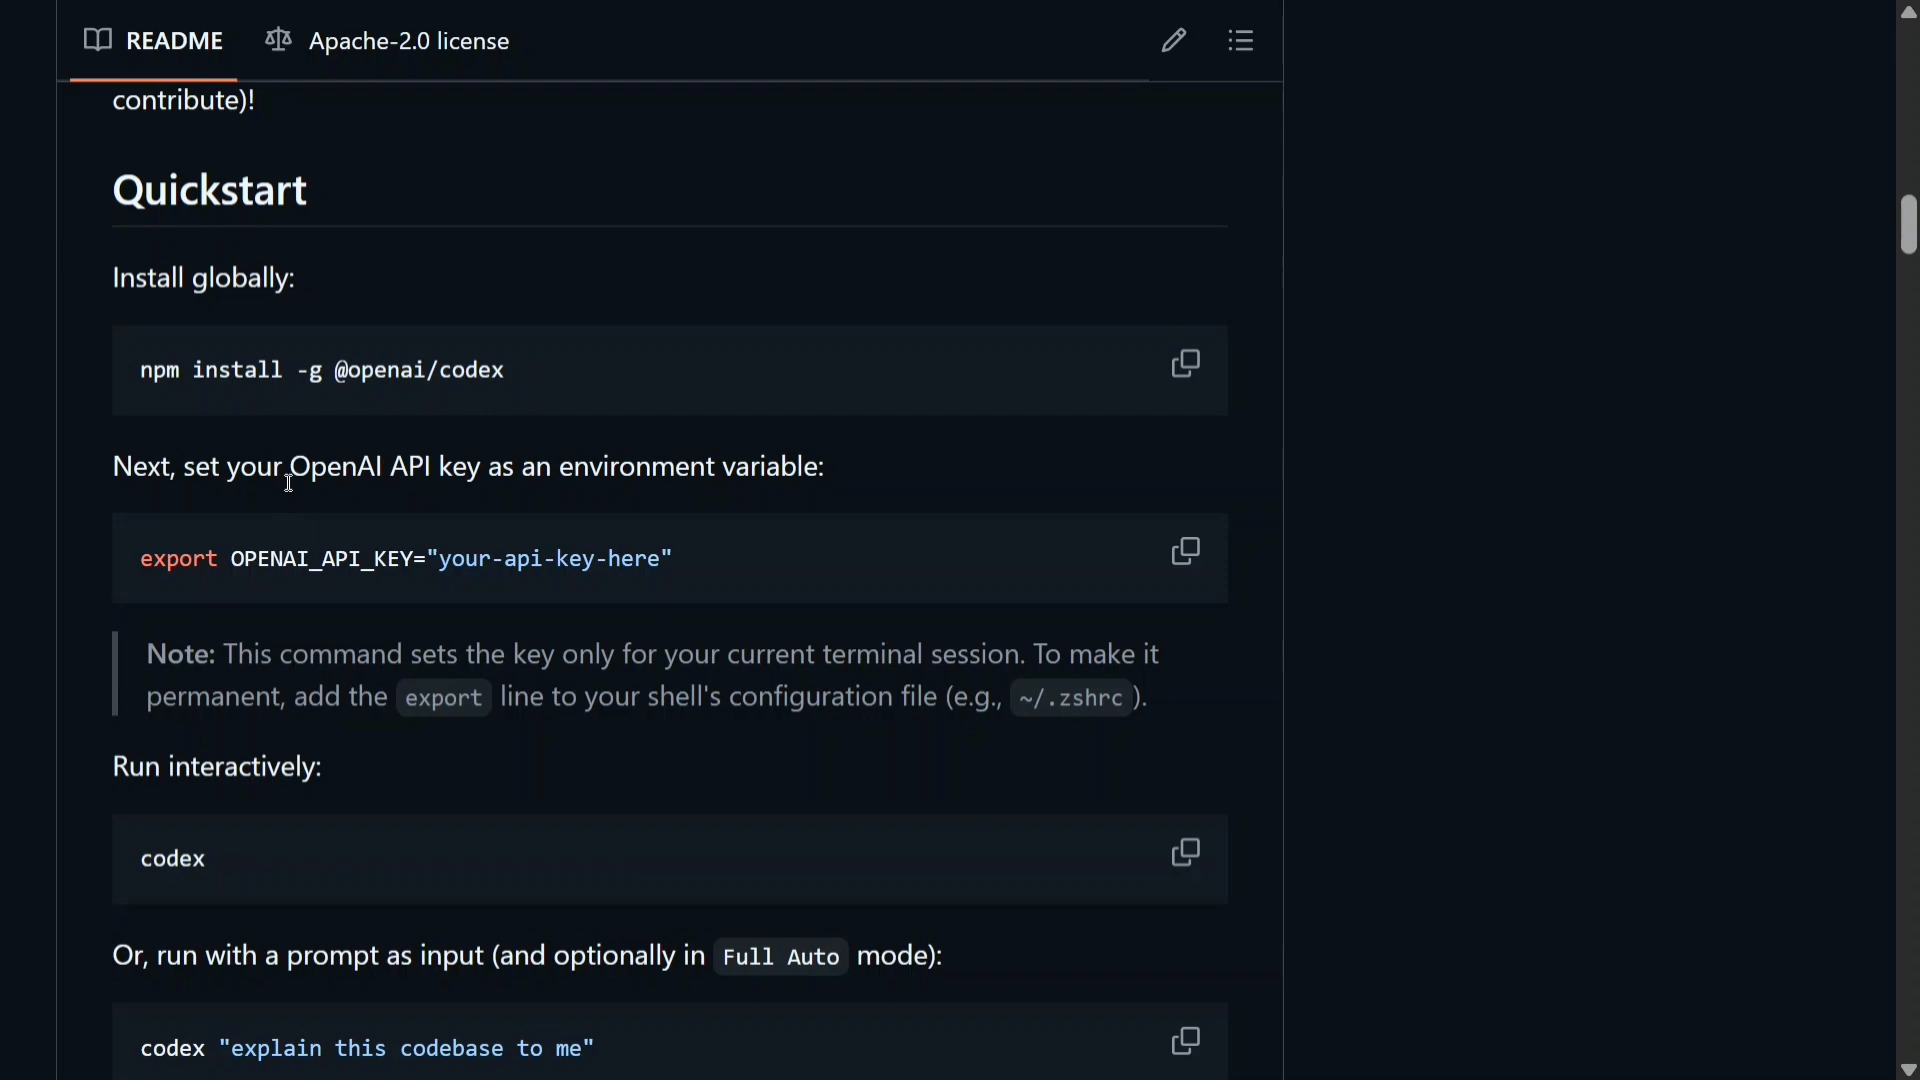 README
Apache-2.0 license
contribute)!
Quickstart
Install globally:
npm install -g @openai/codex
Next, set your OpenAI API key as an environment variable:
export OPENAI_API_KEY="your-api-key-here"
Note: This command sets the key only for your current terminal session. To make it
permanent, add the export line to your shell's configuration file (e.g., ~/.zshrc ).
Run interactively:
codex
Or, run with a prompt as input (and optionally in Full Auto mode):
codex "explain this codebase to me"